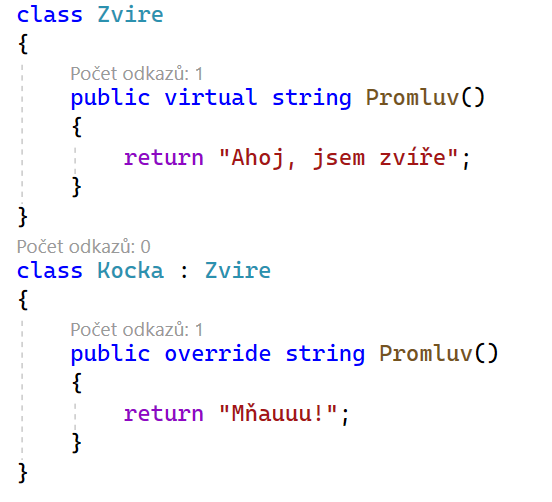 class Zvire
{
Počet odkazů: 1
public virtual string Promluv()
{
return "Ahoj, jsem zvíře";
}
}
Počet odkazů: 0
class Kocka : Zvire
{
Počet odkazů: 1
public override string Promluv()
{
return "Mňauuu!";
}
}